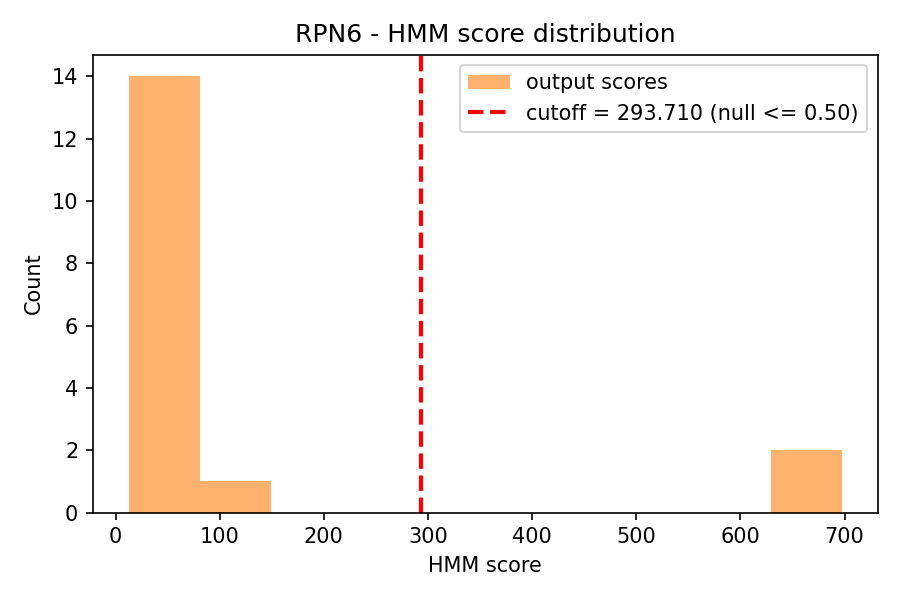 RPN6 - HMM score distribution
output scores
cutoff = 293.710 (null <= 0.50)
Count
14
12
10
8
6
4
2
0
0 100 200 300 400 500 600 700
HMM score